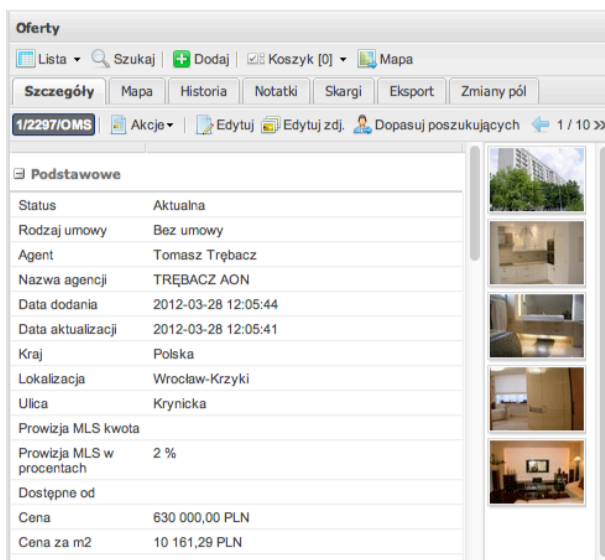 Oferty
Lista Szukaj Dodaj Koszyk [0] Mapa
Szczegóły Mapa Historia Notatki Skargi Eksport Zmiany pól
1/2297/OMS Akcje Edytuj Edytuj zdj. Dopasuj poszukujących 1 / 10
Podstawowe
Status Aktualna
Rodzaj umowy Bez umowy
Agent Tomasz Trębacz
Nazwa agencji TRĘBACZ AON
Data dodania 2012-03-28 12:05:44
Data aktualizacji 2012-03-28 12:05:41
Kraj Polska
Lokalizacja Wrocław-Krzyki
Ulica Krynicka
Prowizja MLS kwota
Prowizja MLS w 2 %
procentach
Dostępne od
Cena 630 000,00 PLN
Cena za m2 10 161,29 PLN